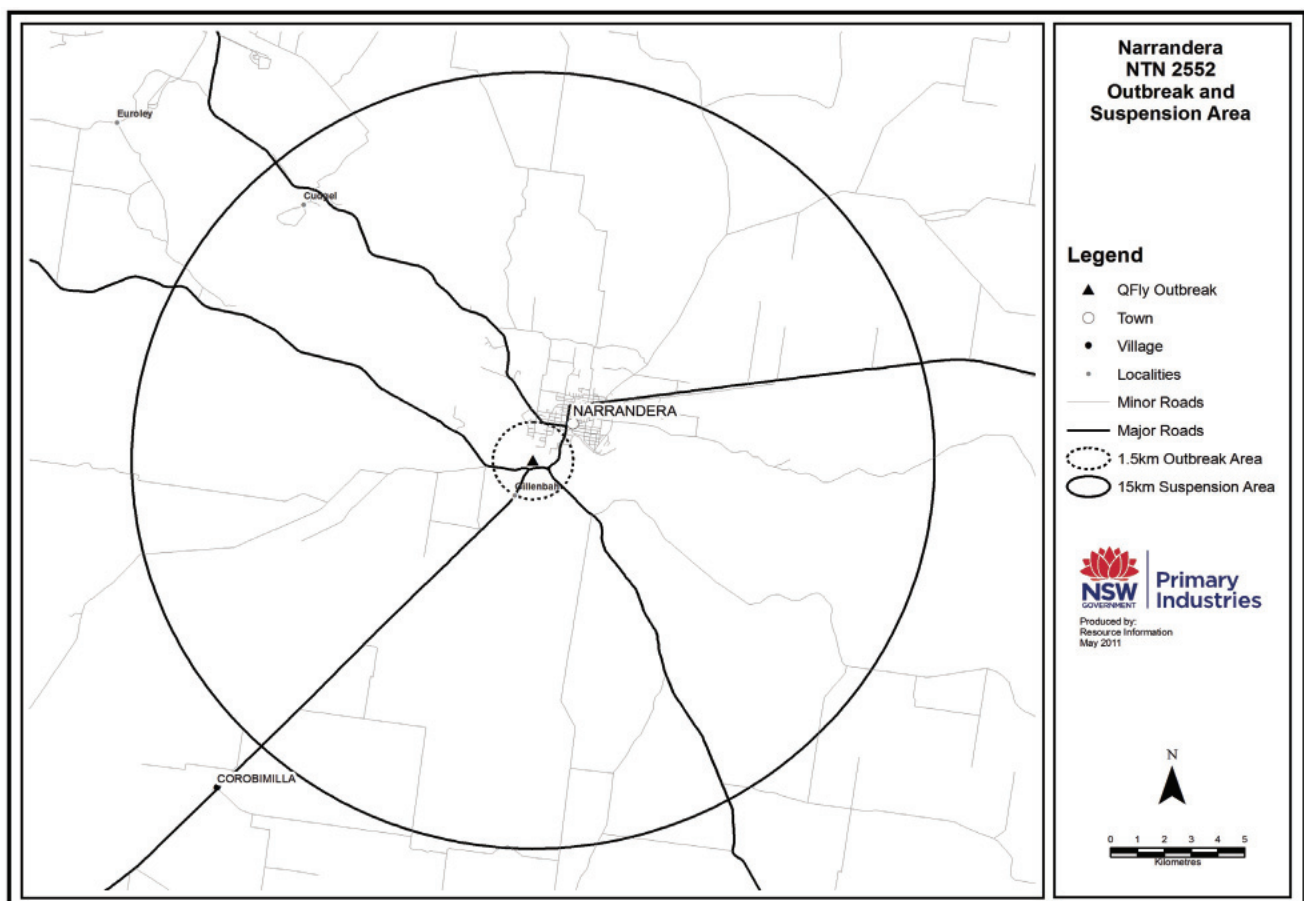 Narrandera
NTN 2552
Outbreak and
Suspension Area
Euroley
Cudgel
NARRANDERA
Gillenbah
COROBIMILLA
Legend
QFly Outbreak
Town
Village
Localities
Minor Roads
Major Roads
1.5km Outbreak Area
15km Suspension Area
NSW
GOVERNMENT
Primary
Industries
Produced by:
Resource Information
May 2011
N
0 1 2 3 4 5
Kilometres